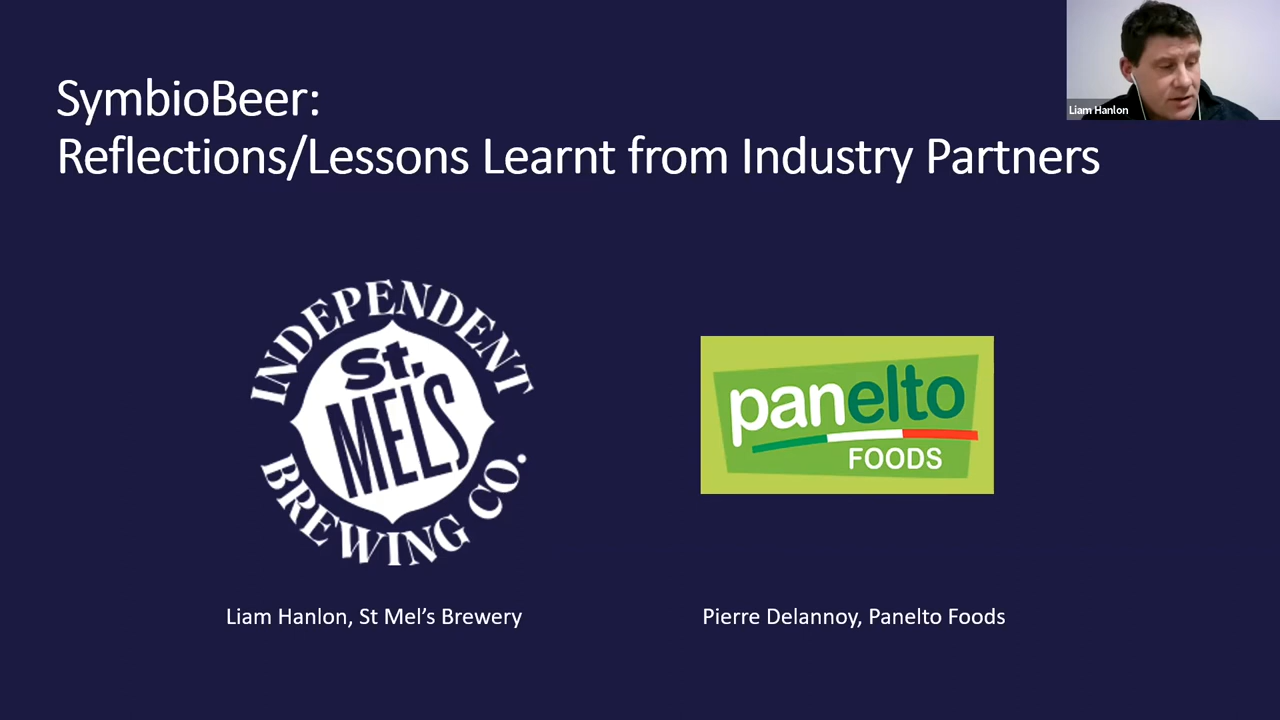 SymbioBeer:
Reflections/Lessons Learnt from Industry Partners
Liam Hanlon
INDEPENDENT
St.
MEL'S
BREWING CO.
panelto
FOODS
Liam Hanlon, St Mel’s Brewery
Pierre Delannoy, Panelto Foods